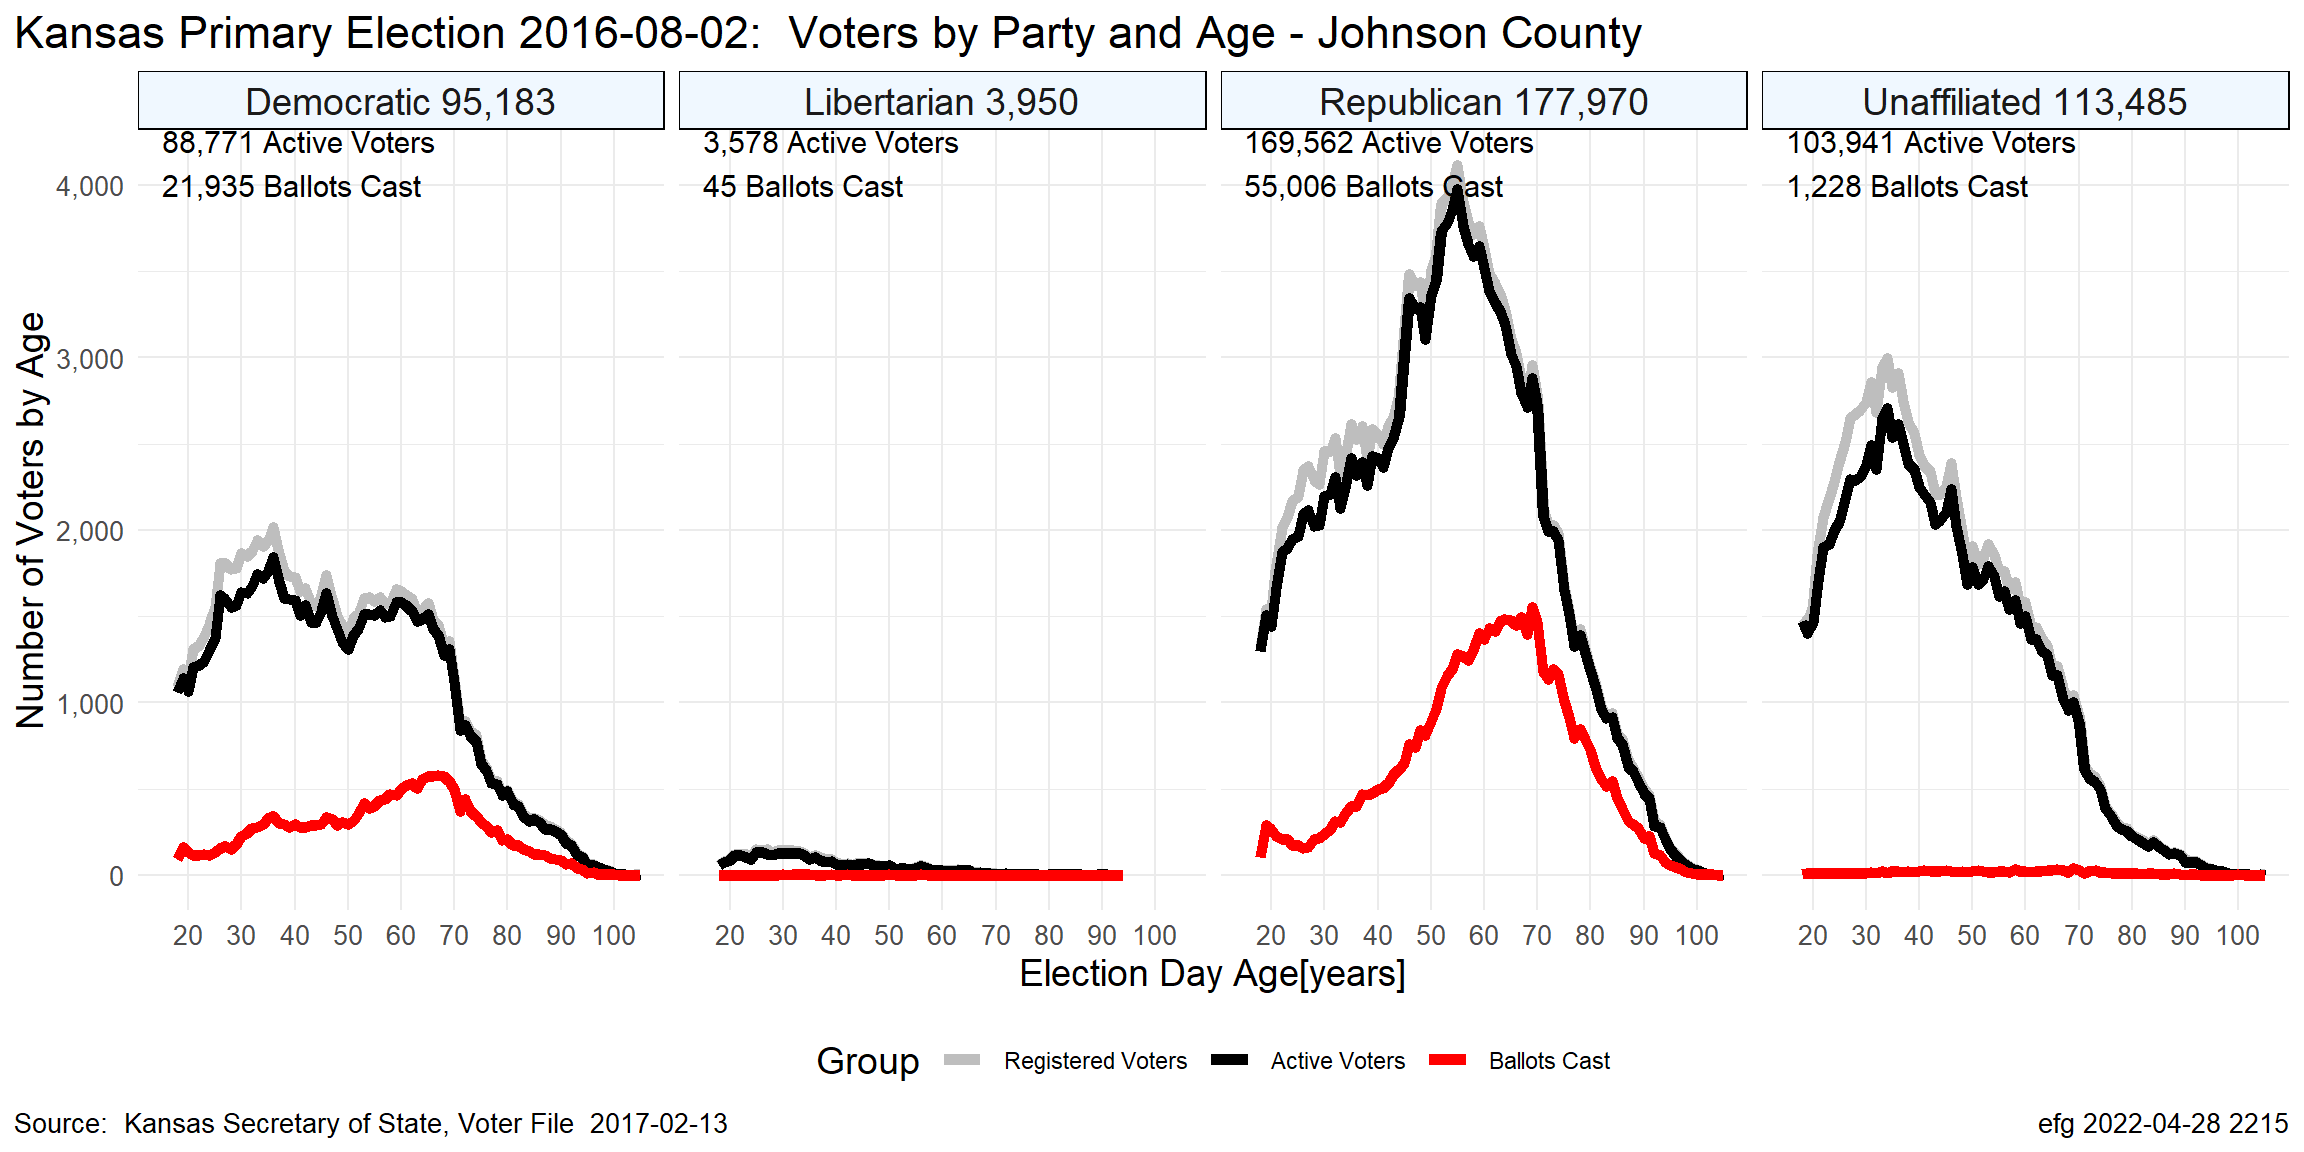 Kansas Primary Election 2016-08-02:  Voters by Party and Age - Johnson County
Democratic 95,183
Libertarian 3,950
Republican 177,970
Unaffiliated 113,485
88,771 Active Voters
21,935 Ballots Cast
3,578 Active Voters
45 Ballots Cast
169,562 Active Voters
55,006 Ballots Cast
103,941 Active Voters
1,228 Ballots Cast
Number of Voters by Age
4,000
3,000
2,000
1,000
0
20 30 40 50 60 70 80 90 100
20 30 40 50 60 70 80 90 100
20 30 40 50 60 70 80 90 100
20 30 40 50 60 70 80 90 100
Election Day Age[years]
Group Registered Voters Active Voters Ballots Cast
Source:  Kansas Secretary of State, Voter File  2017-02-13
efg 2022-04-28 2215